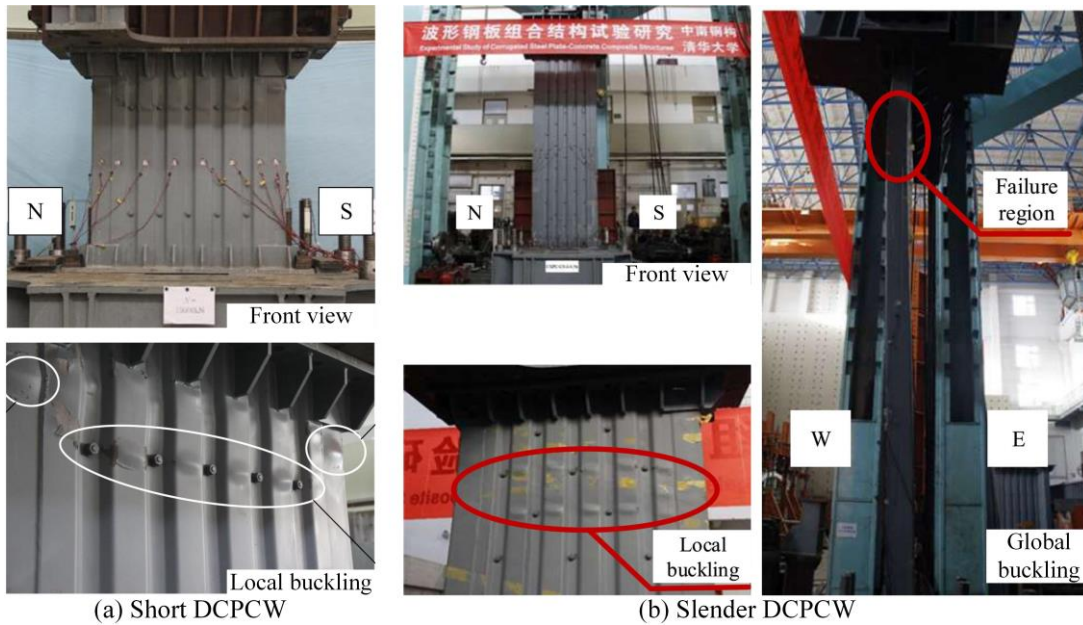 波形钢板组合结构试验研究 中南钢构
Experimental Study of Corrugated Steel Plate-Concrete Composite Structures 清华大学
N
S
Front view
N
S
Front view
Failure
region
W
E
Global
buckling
Local buckling
Local
buckling
(a) Short DCPCW
(b) Slender DCPCW